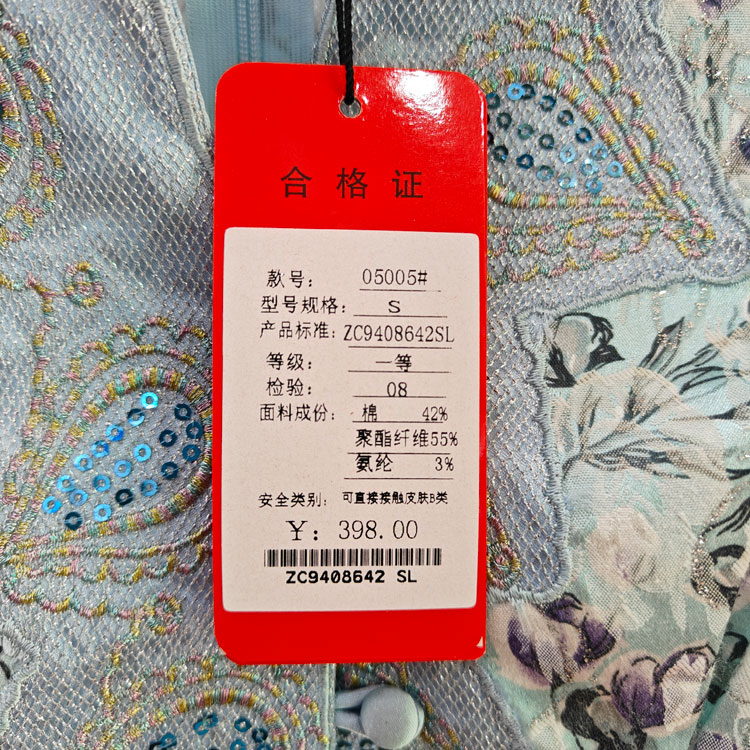 合格证
款号： 05005#
型号规格： S
产品标准： ZC9408642SL
等级： 一等
检验： 08
面料成份： 棉 42%
聚酯纤维55%
氨纶 3%
安全类别： 可直接接触皮肤B类
¥： 398.00
ZC9408642 SL